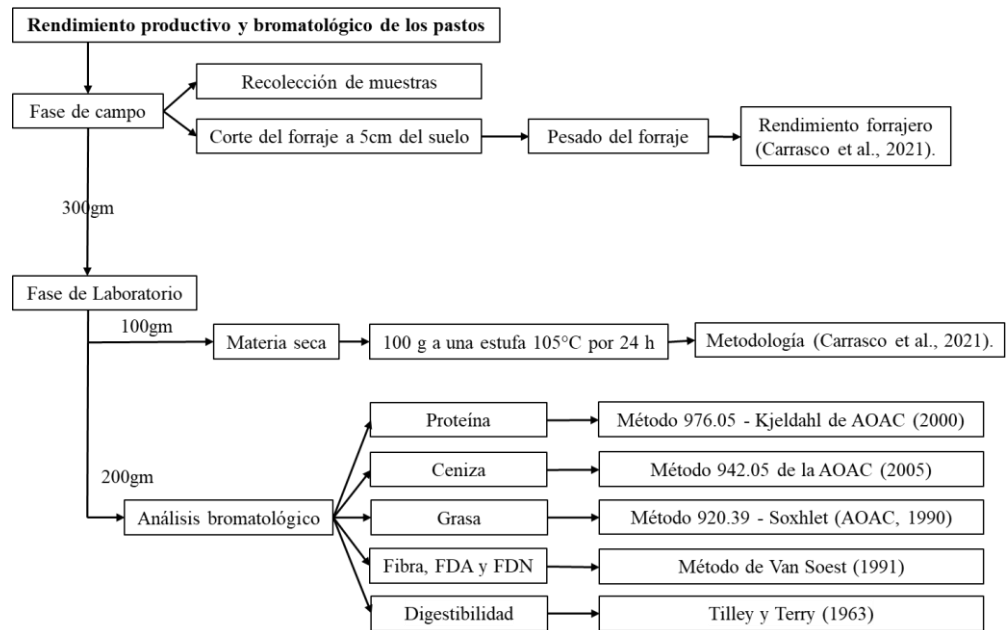 Rendimiento productivo y bromatológico de los pastos
Recolección de muestras
Fase de campo
Corte del forraje a 5cm del suelo
Pesado del forraje
Rendimiento forrajero
(Carrasco et al., 2021).
300gm
Fase de Laboratorio
100gm
Materia seca
100 g a una estufa 105°C por 24 h
Metodología (Carrasco et al., 2021).
200gm
Análisis bromatológico
Proteína
Método 976.05 - Kjeldahl de AOAC (2000)
Ceniza
Método 942.05 de la AOAC (2005)
Grasa
Método 920.39 - Soxhlet (AOAC, 1990)
Fibra, FDA y FDN
Método de Van Soest (1991)
Digestibilidad
Tilley y Terry (1963)